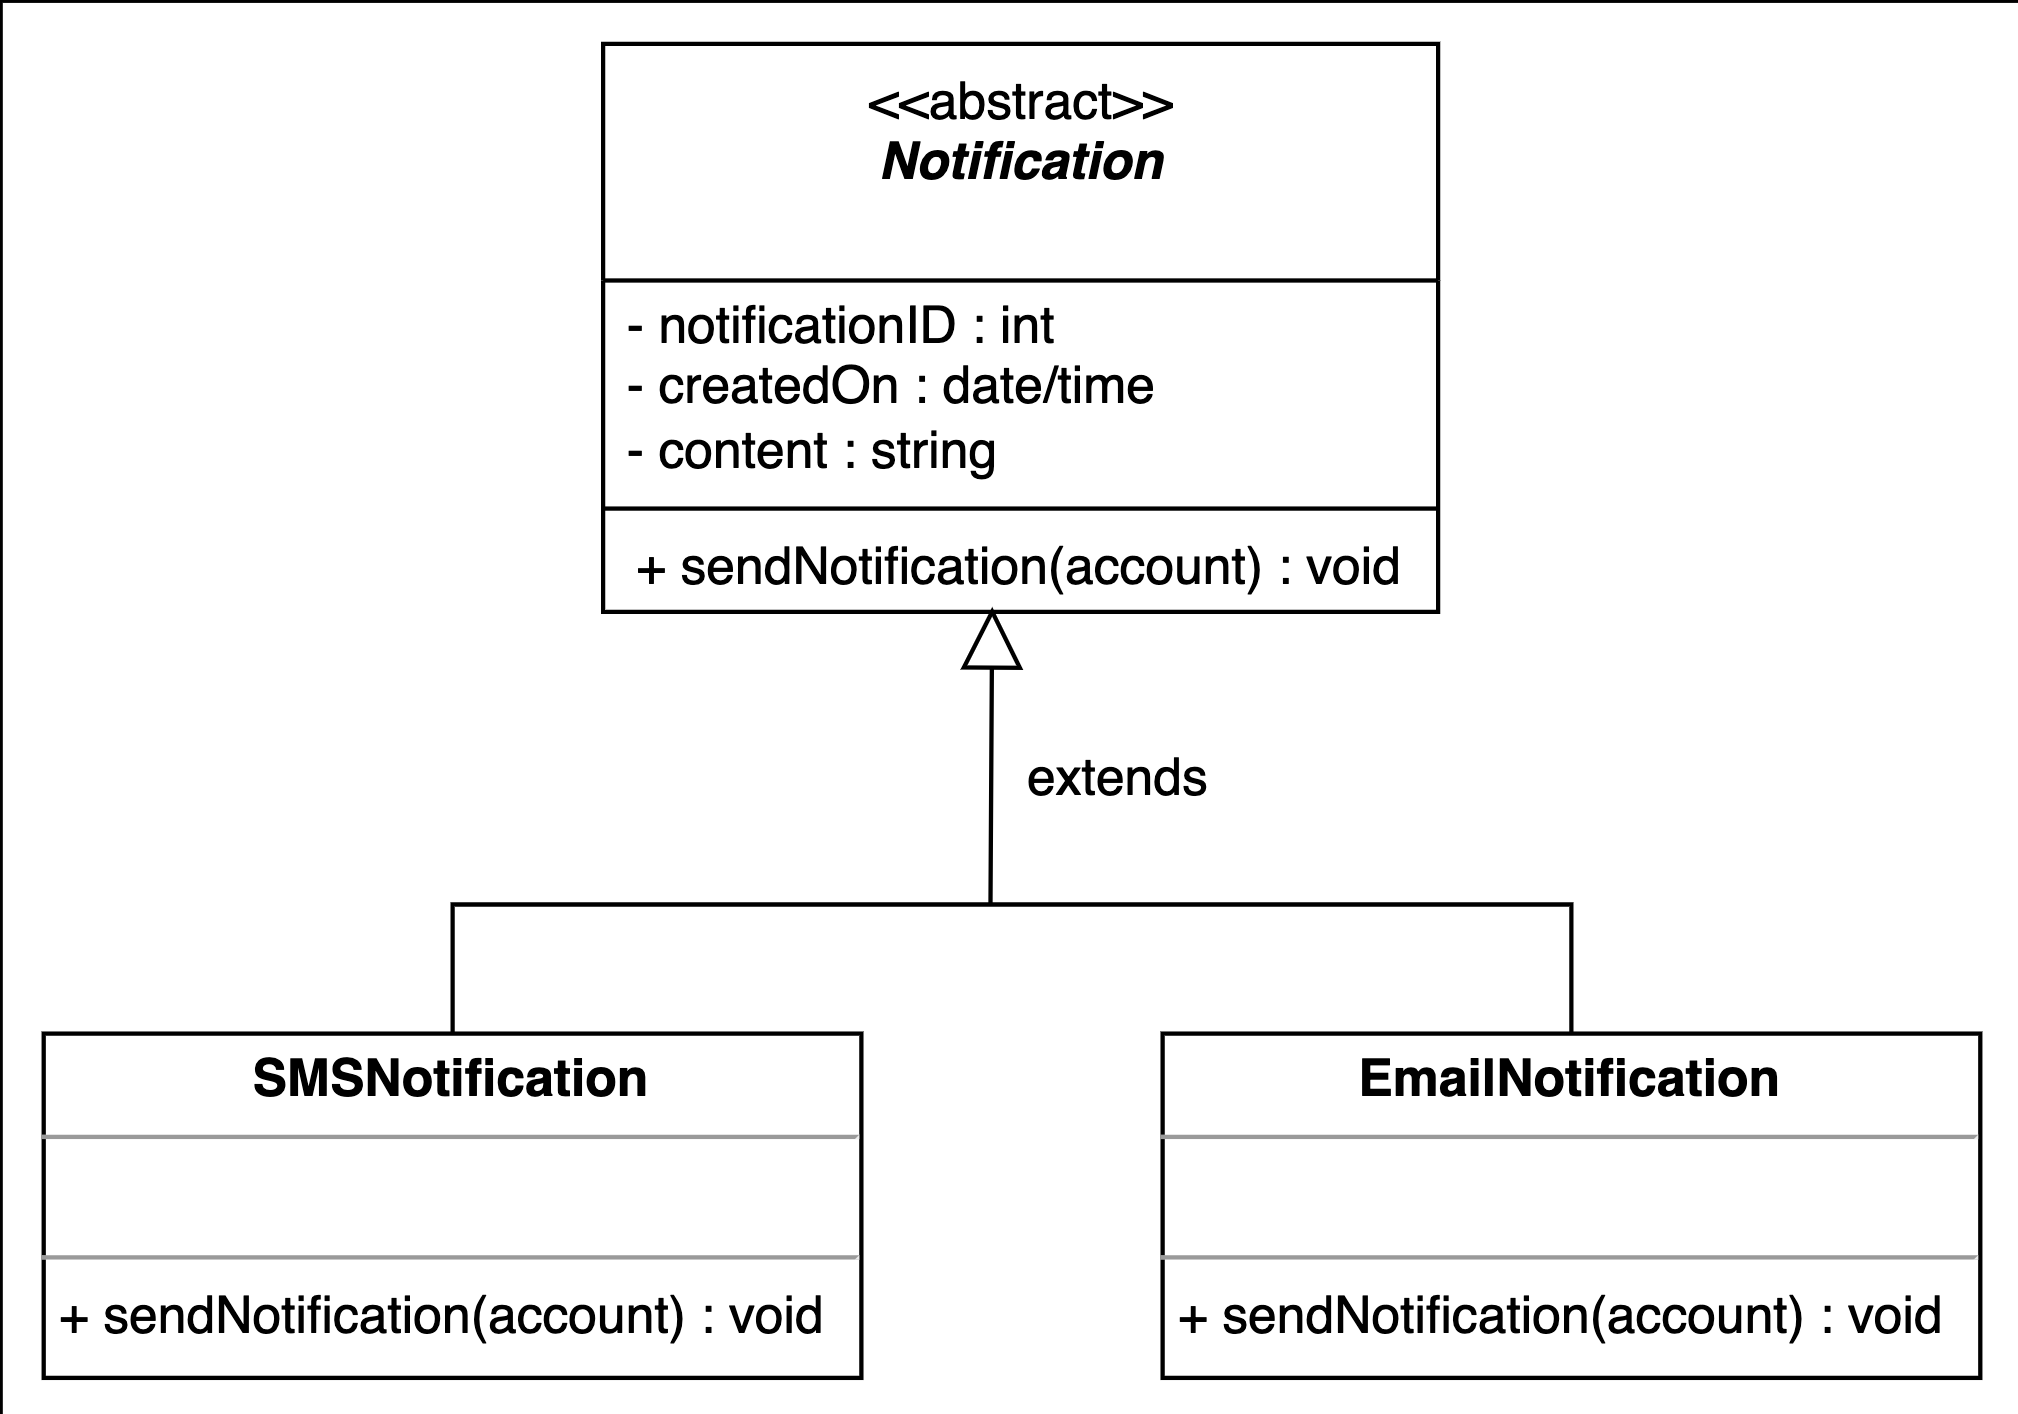 <<abstract>>
Notification
- notificationID : int
- createdOn : date/time
- content : string
+ sendNotification(account) : void
extends
SMSNotification
+ sendNotification(account) : void
EmailNotification
+ sendNotification(account) : void